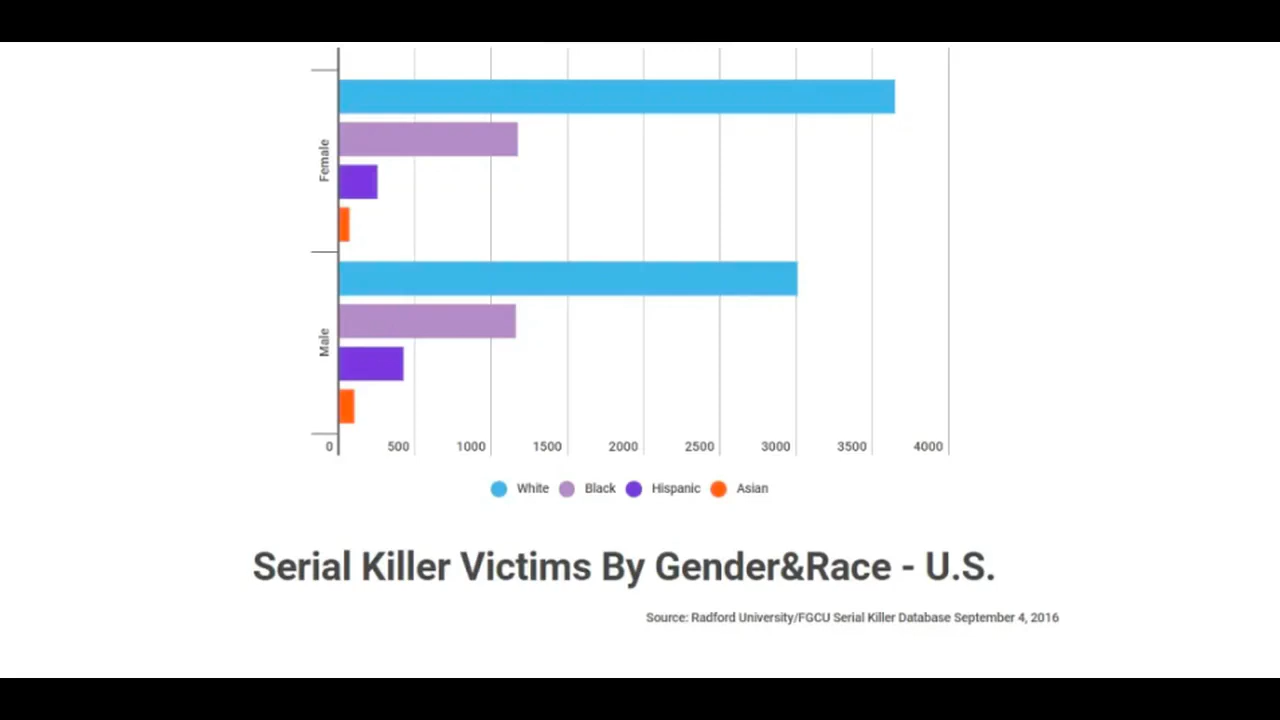 Female
Male
0 500 1000 1500 2000 2500 3000 3500 4000
White Black Hispanic Asian
Serial Killer Victims By Gender&Race - U.S.
Source: Radford University/FGCU Serial Killer Database September 4, 2016